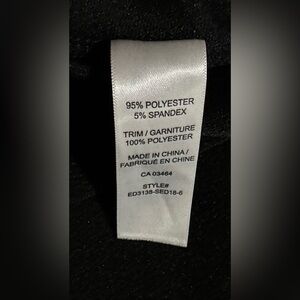 95% POLYESTER
5% SPANDEX
TRIM / GARNITURE
100% POLYESTER
MADE IN CHINA /
FABRIQUÉ EN CHINE
CA 03464
STYLE#
ED3138-SED18-6